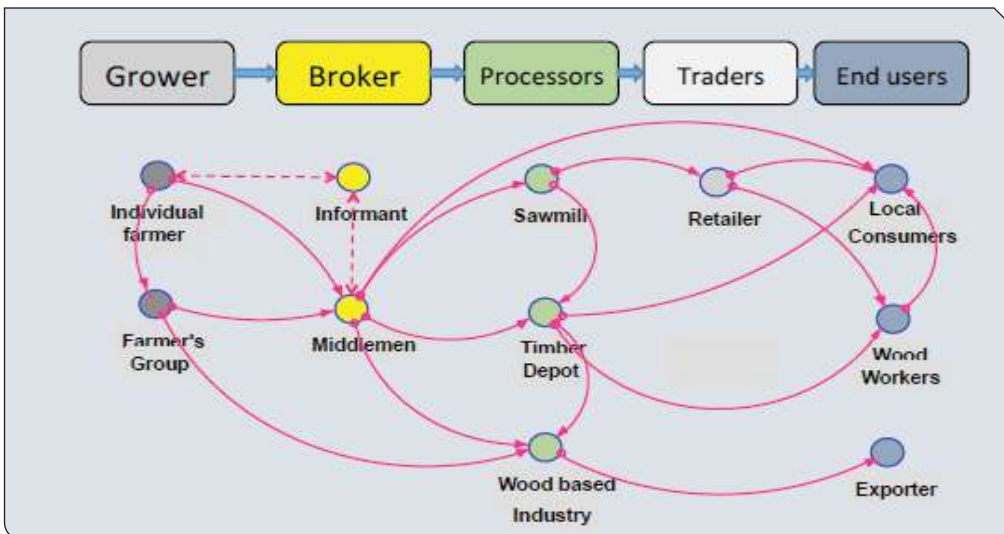 Grower
Broker
Processors
Traders
End users
Individual
farmer
Informant
Sawmill
Retailer
Local
Consumers
Farmer's
Group
Middlemen
Timber
Depot
Wood
Workers
Wood based
Industry
Exporter